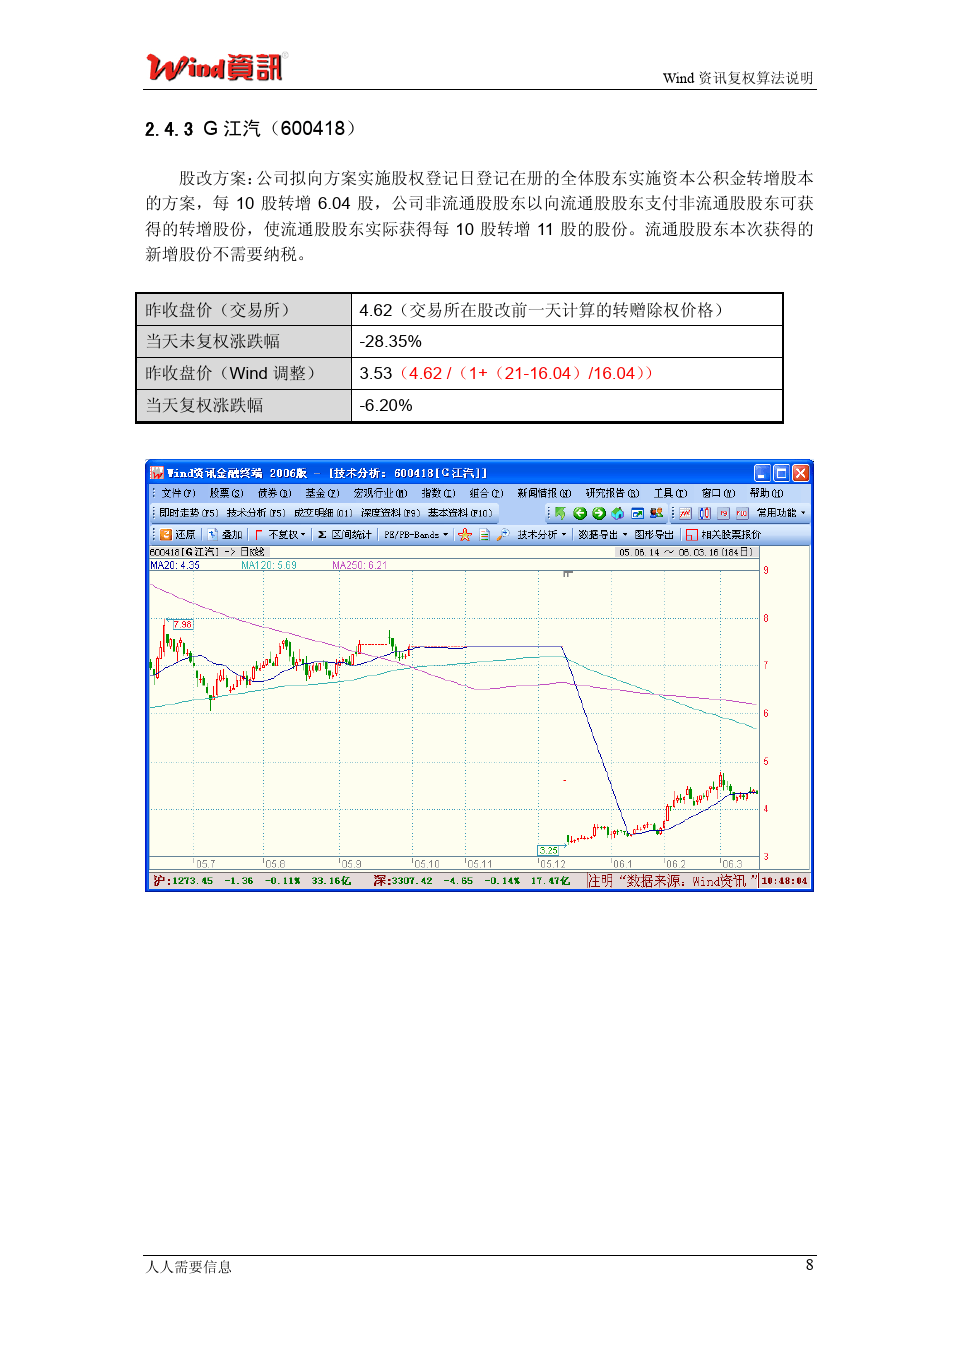 Wind資訊®
Wind 资讯复权算法说明
2.4.3 G 江汽（600418）
股改方案：公司拟向方案实施股权登记日登记在册的全体股东实施资本公积金转增股本
的方案，每 10 股转增 6.04 股，公司非流通股股东以向流通股股东支付非流通股股东可获
得的转增股份，使流通股股东实际获得每 10 股转增 11 股的股份。流通股股东本次获得的
新增股份不需要纳税。
昨收盘价（交易所） 4.62（交易所在股改前一天计算的转赠除权价格）
当天未复权涨跌幅 -28.35%
昨收盘价（Wind 调整） 3.53（4.62 /（1+（21-16.04）/16.04））
当天复权涨跌幅 -6.20%
Wind资讯金融终端 2006版 - [技术分析: 600418[G江汽]]
文件(F) 股票(S) 债券(B) 基金(Z) 宏观行业(M) 指数(I) 组合(Z) 新闻情报(N) 研究报告(S) 工具(T) 窗口(W) 帮助(H)
即时走势(F5) 技术分析(F5) 成交明细(01) 深度资料(F9) 基本资料(F10) F9 F10 常用功能
还原 叠加 不复权 Σ 区间统计 PE/PB-Bands 技术分析 数据导出 图形导出 相关股票报价
600418[G江汽] -> 日K线 05.06.14 ～ 06.03.16(184日)
MA20: 4.35 MA120: 5.69 MA250: 6.21
9
8
7.98
7
6
5
4
3.25
3
05.7 05.8 05.9 05.10 05.11 05.12 06.1 06.2 06.3
沪:1273.45 -1.36 -0.11% 33.16亿 深:3307.42 -4.65 -0.14% 17.47亿 注明“数据来源：Wind资讯” 10:48:04
人人需要信息 8